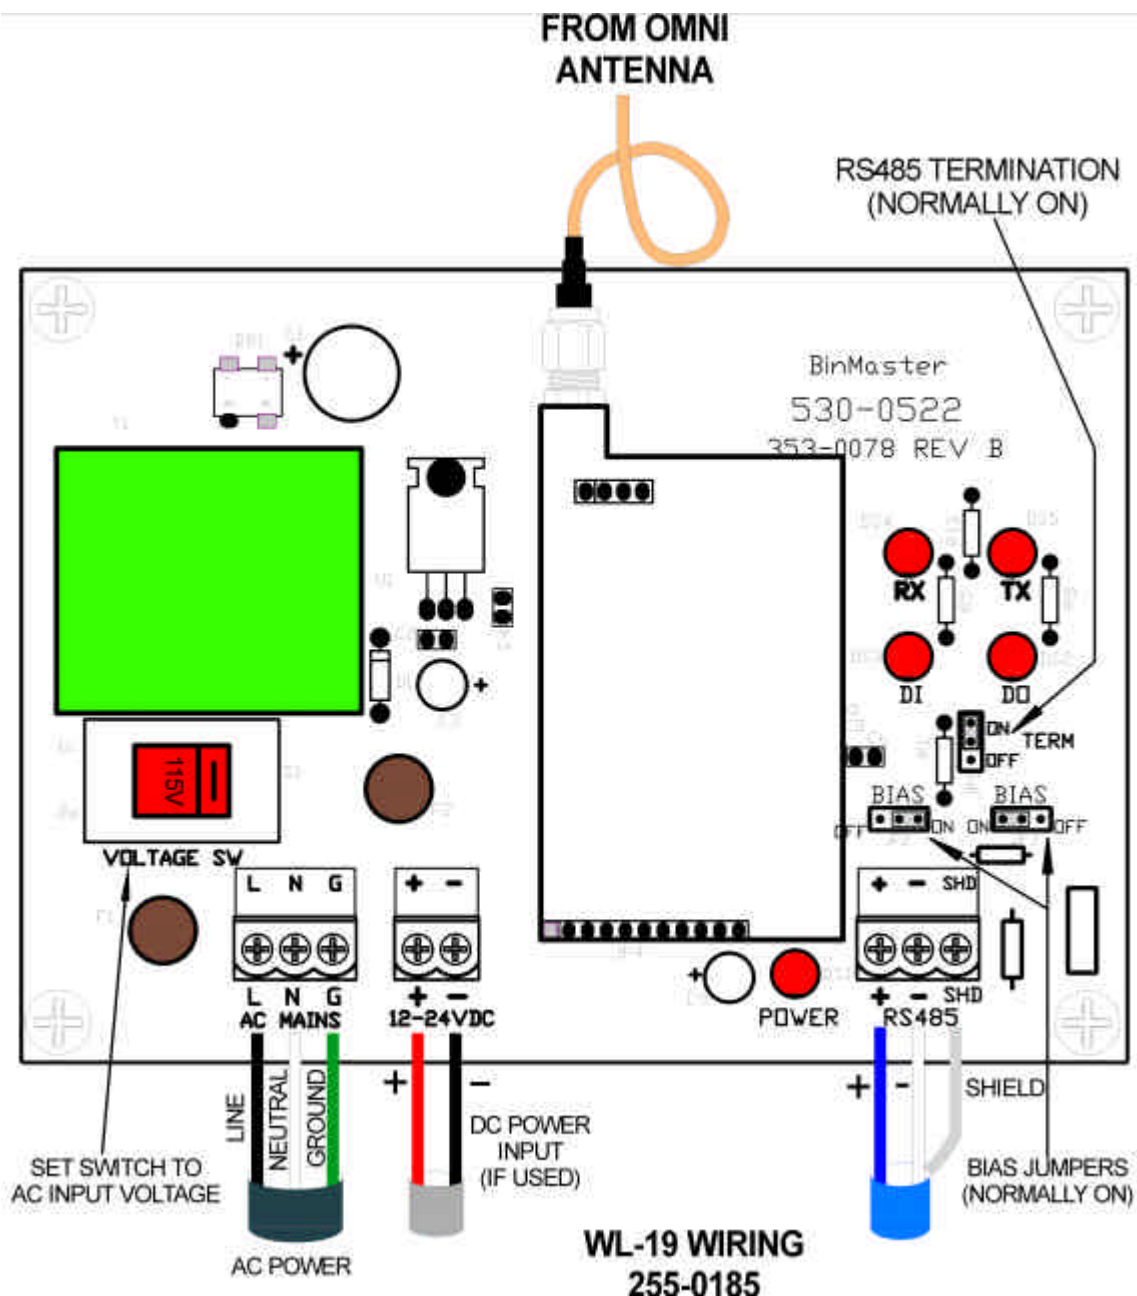 FROM OMNI
ANTENNA
RS485 TERMINATION
(NORMALLY ON)
BinMaster
530-0522
353-0078 REV B
RX
TX
DI
DO
ON
TERM
OFF
BIAS
BIAS
OFF
ON
ON
OFF
115V
VOLTAGE SW
L N G
+ -
+ - SHD
L N G
AC MAINS
+ -
12-24VDC
POWER
+ - SHD
RS485
LINE
NEUTRAL
GROUND
+ -
DC POWER
INPUT
(IF USED)
+ -
SHIELD
SET SWITCH TO
AC INPUT VOLTAGE
BIAS JUMPERS
(NORMALLY ON)
AC POWER
WL-19 WIRING
255-0185